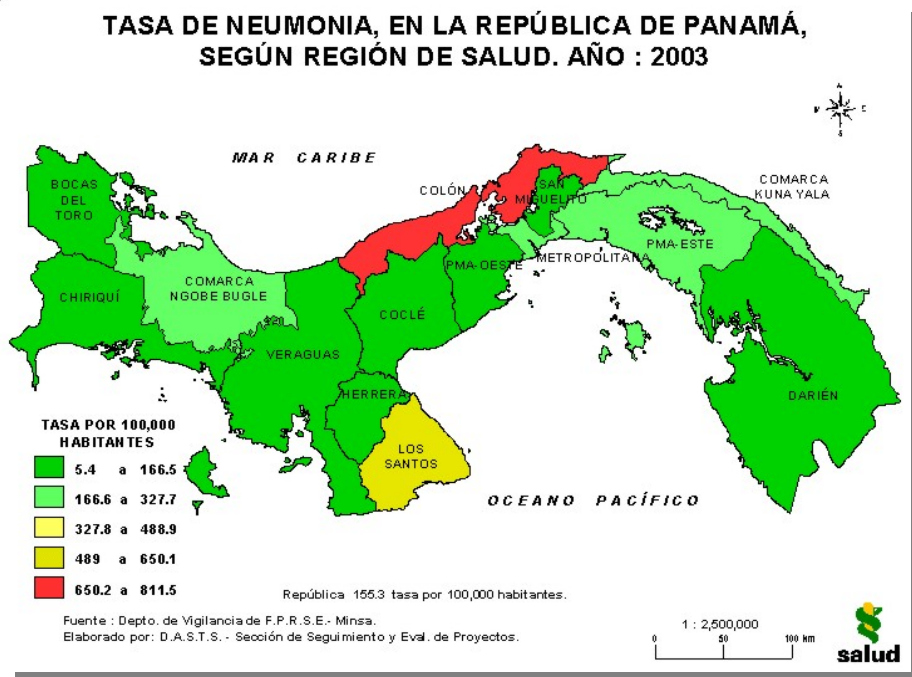 TASA DE NEUMONIA, EN LA REPÚBLICA DE PANAMÁ,
SEGÚN REGIÓN DE SALUD. AÑO : 2003
N
W E
S
MAR CARIBE
BOCAS
DEL
TORO
COLÓN
SAN
MIGUELITO
COMARCA
KUNA YALA
CHIRIQUÍ
COMARCA
NGOBE BUGLE
PMA-OESTE
METROPOLITANA
PMA-ESTE
COCLÉ
VERAGUAS
HERRERA
DARIÉN
LOS
SANTOS
OCEANO PACÍFICO
TASA POR 100,000
HABITANTES
5.4 a 166.5
166.6 a 327.7
327.8 a 488.9
489 a 650.1
650.2 a 811.5
República 155.3 tasa por 100,000 habitantes.
Fuente : Depto. de Vigilancia de F.P.R.S.E.- Minsa.
Elaborado por: D.A.S.T.S. - Sección de Seguimiento y Eval. de Proyectos.
1 : 2,500,000
0 50 100 km
salud